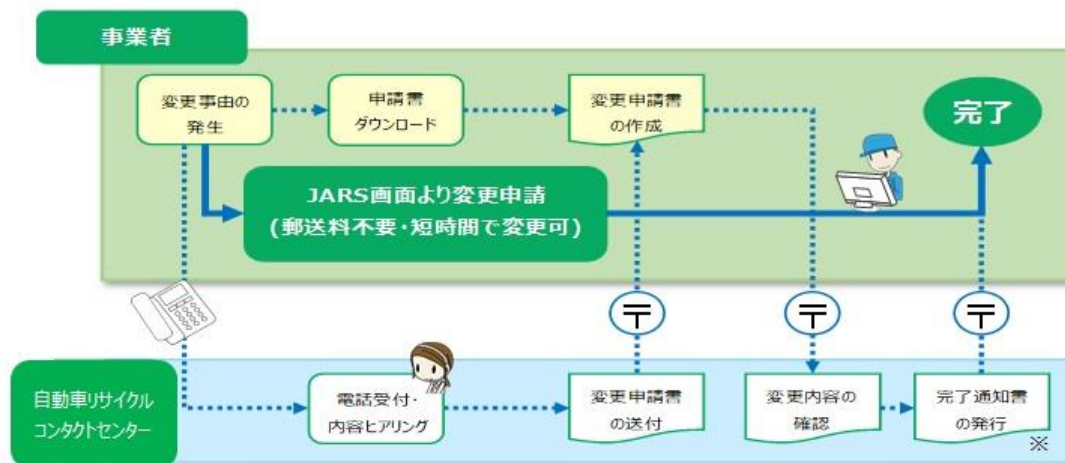 事業者
変更事由の
発生
申請書
ダウンロード
変更申請書
の作成
完了
JARS画面より変更申請
(郵送料不要・短時間で変更可)
〒
〒
〒
自動車リサイクル
コンタクトセンター
電話受付・
内容ヒアリング
変更申請書
の送付
変更内容の
確認
完了通知書
の発行
※